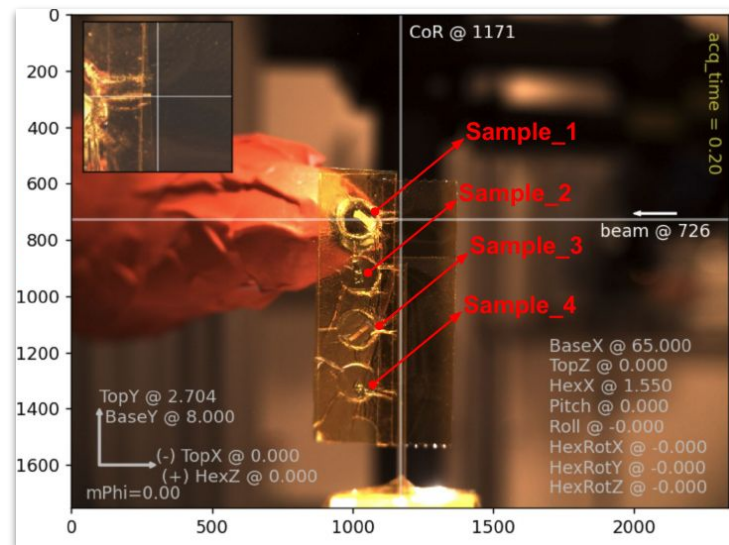 0
200
400
600
800
1000
1200
1400
1600
CoR @ 1171
acq_time = 0.20
Sample_1
Sample_2
beam @ 726
Sample_3
Sample_4
TopY @ 2.704
BaseY @ 8.000
(-) TopX @ 0.000
(+) HexZ @ 0.000
mPhi=0.00
BaseX @ 65.000
TopZ @ 0.000
HexX @ 1.550
Pitch @ 0.000
Roll @ -0.000
HexRotX @ -0.000
HexRotY @ -0.000
HexRotZ @ -0.000
0 500 1000 1500 2000